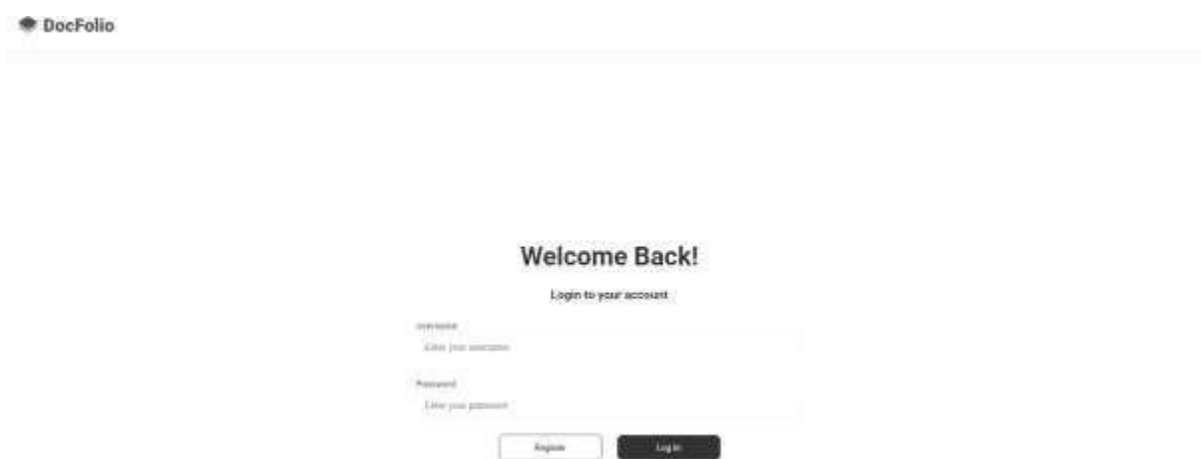 DocFolio
Welcome Back!
Login to your account
Username
Enter your username
Password
Enter your password
Register
Log In